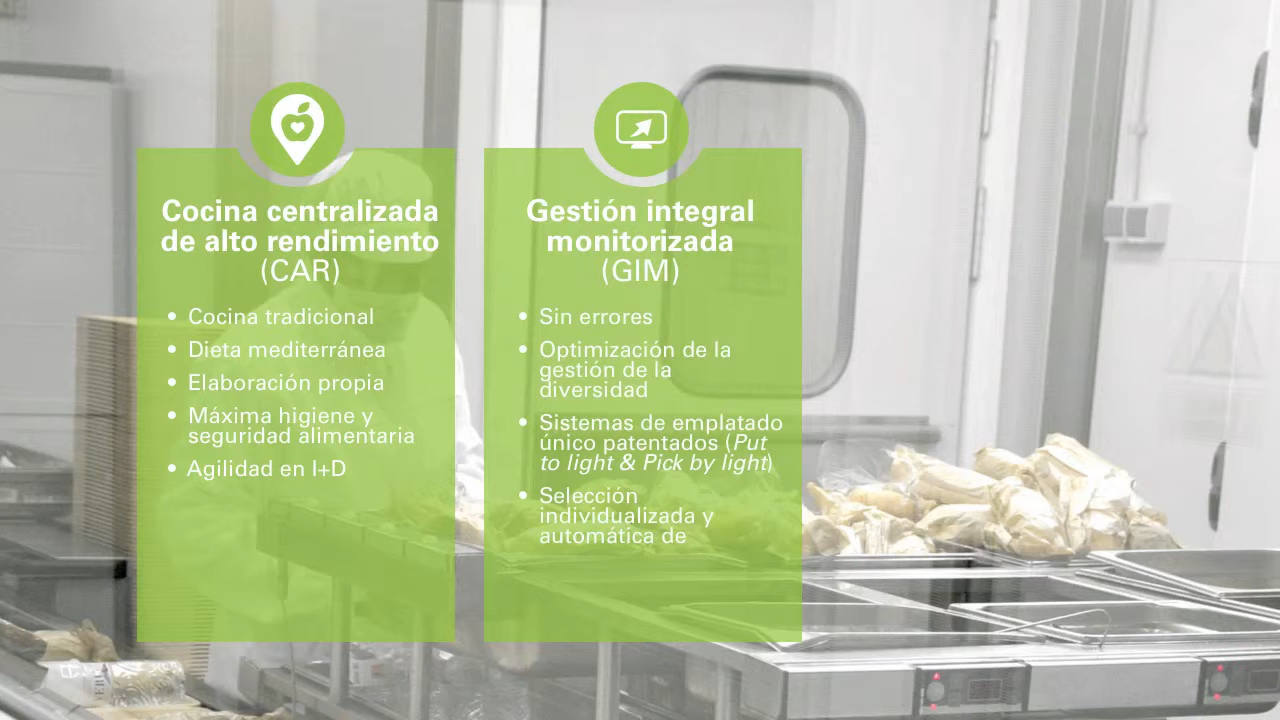 Cocina centralizada
de alto rendimiento
(CAR)
• Cocina tradicional
• Dieta mediterránea
• Elaboración propia
• Máxima higiene y
seguridad alimentaria
• Agilidad en I+D
Gestión integral
monitorizada
(GIM)
• Sin errores
• Optimización de la
gestión de la
diversidad
• Sistemas de emplatado
único patentados (Put
to light & Pick by light)
• Selección
individualizada y
automática de